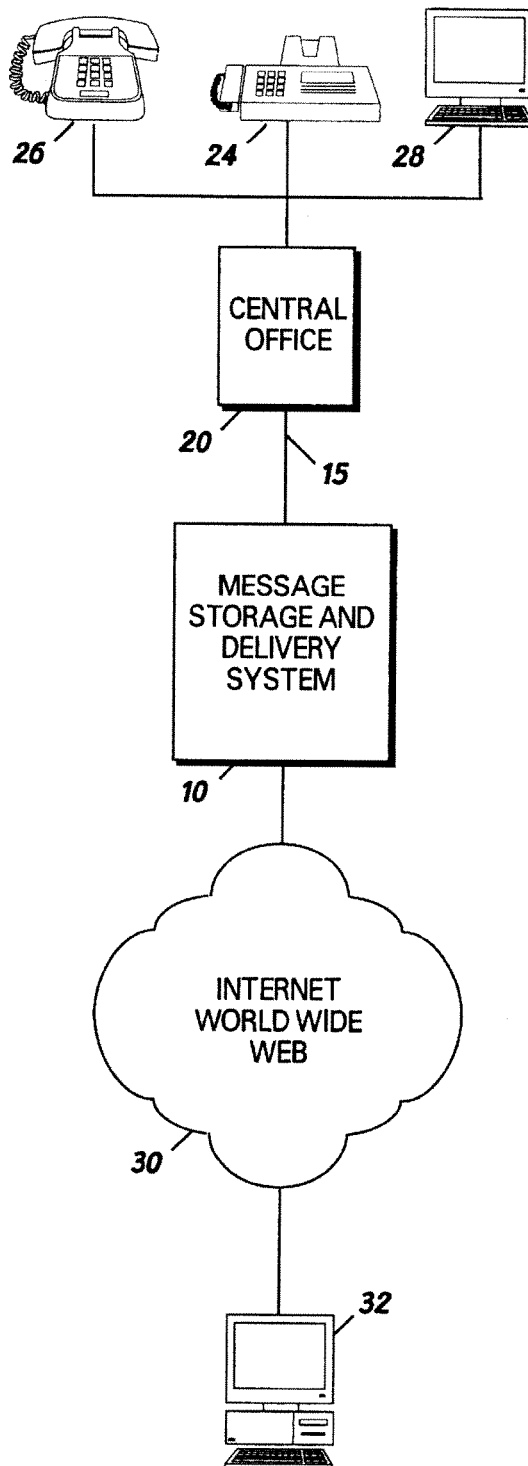 26
24
28
CENTRAL
OFFICE
20
15
MESSAGE
STORAGE AND
DELIVERY
SYSTEM
10
INTERNET
WORLD WIDE
WEB
30
32